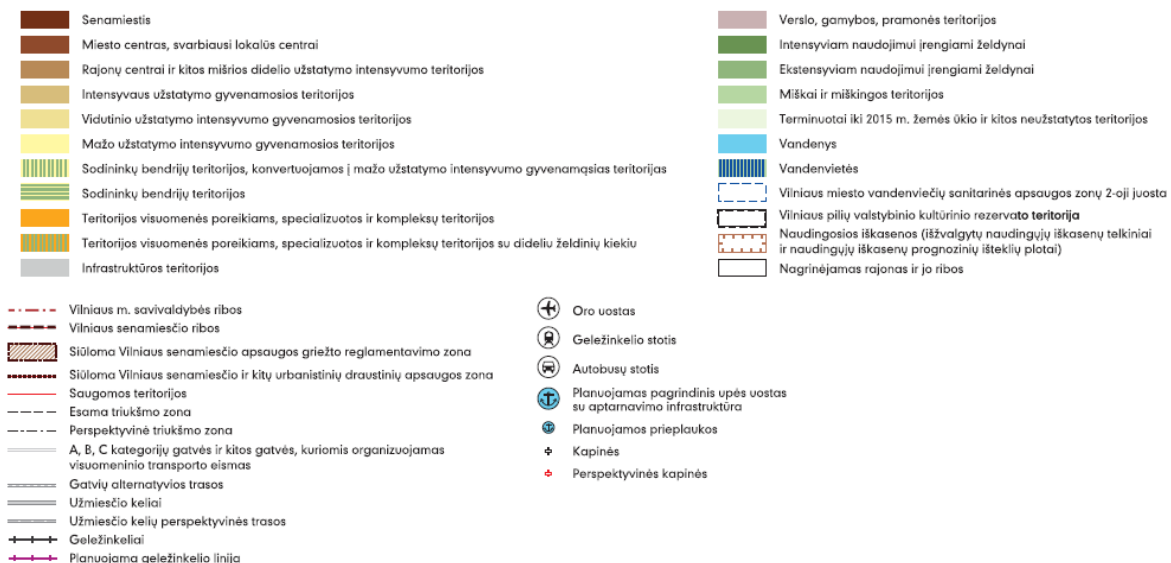 Senamiestis
Miesto centras, svarbiausi lokalūs centrai
Rajonų centrai ir kitos mišrios didelio užstatymo intensyvumo teritorijos
Intensyvaus užstatymo gyvenamosios teritorijos
Vidutinio užstatymo intensyvumo gyvenamosios teritorijos
Mažo užstatymo intensyvumo gyvenamosios teritorijos
Sodininkų bendrijų teritorijos, konvertuojamos į mažo užstatymo intensyvumo gyvenamąsias teritorijas
Sodininkų bendrijų teritorijos
Teritorijos visuomenės poreikiams, specializuotos ir kompleksų teritorijos
Teritorijos visuomenės poreikiams, specializuotos ir kompleksų teritorijos su dideliu želdinių kiekiu
Infrastruktūros teritorijos
Verslo, gamybos, pramonės teritorijos
Intensyviam naudojimui įrengiami želdynai
Ekstensyviam naudojimui įrengiami želdynai
Miškai ir miškingos teritorijos
Terminuotai iki 2015 m. žemės ūkio ir kitos neužstatytos teritorijos
Vandenys
Vandenvietės
Vilniaus miesto vandenviečių sanitarinės apsaugos zonų 2-oji juosta
Vilniaus pilių valstybinio kultūrinio rezervato teritorija
Naudingosios iškasenos (išžvalgytų naudingųjų iškasenų telkiniai
ir naudingųjų iškasenų prognozinių išteklių plotai)
Nagrinėjamas rajonas ir jo ribos
Vilniaus m. savivaldybės ribos
Vilniaus senamiesčio ribos
Siūloma Vilniaus senamiesčio apsaugos griežto reglamentavimo zona
Siūloma Vilniaus senamiesčio ir kitų urbanistinių draustinių apsaugos zona
Saugomos teritorijos
Esama triukšmo zona
Perspektyvinė triukšmo zona
A, B, C kategorijų gatvės ir kitos gatvės, kuriomis organizuojamas
visuomeninio transporto eismas
Gatvių alternatyvios trasos
Užmiesčio keliai
Užmiesčio kelių perspektyvinės trasos
Geležinkeliai
Planuojama geležinkelio linija
Oro uostas
Geležinkelio stotis
Autobusų stotis
Planuojamas pagrindinis upės uostas
su aptarnavimo infrastruktūra
Planuojamos prieplaukos
Kapinės
Perspektyvinės kapinės